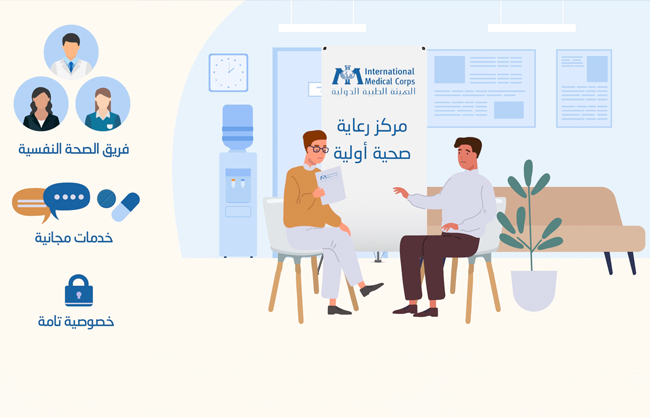 فريق الصحة النفسية
خدمات مجانية
خصوصية تامة
International
Medical Corps
الهيئة الطبية الدولية
مركز رعاية
صحية أولية